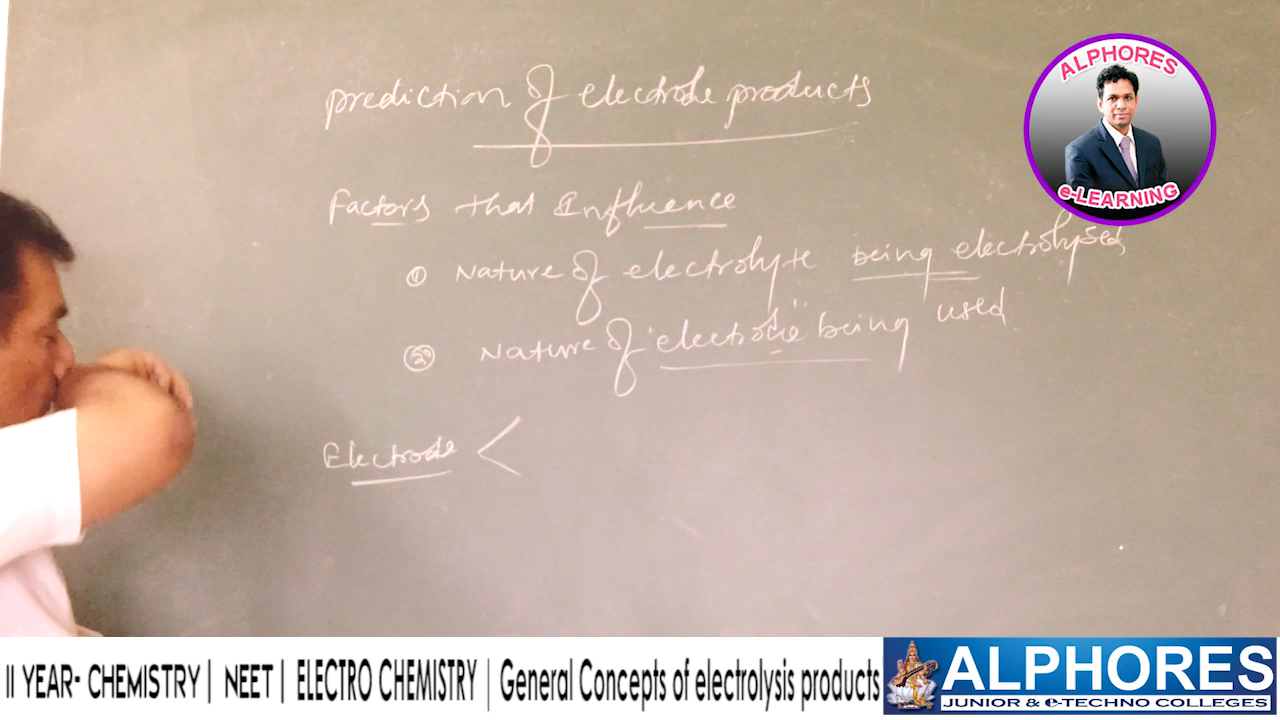 prediction of electrode products
Factors that Influence
① Nature of electrolyte being electrolysed
② Nature of "electrode" being used
Electrode <
ALPHORES
e-LEARNING
II YEAR- CHEMISTRY | NEET | ELECTRO CHEMISTRY | General Concepts of electrolysis products
ALPHORES
JUNIOR & e-TECHNO COLLEGES